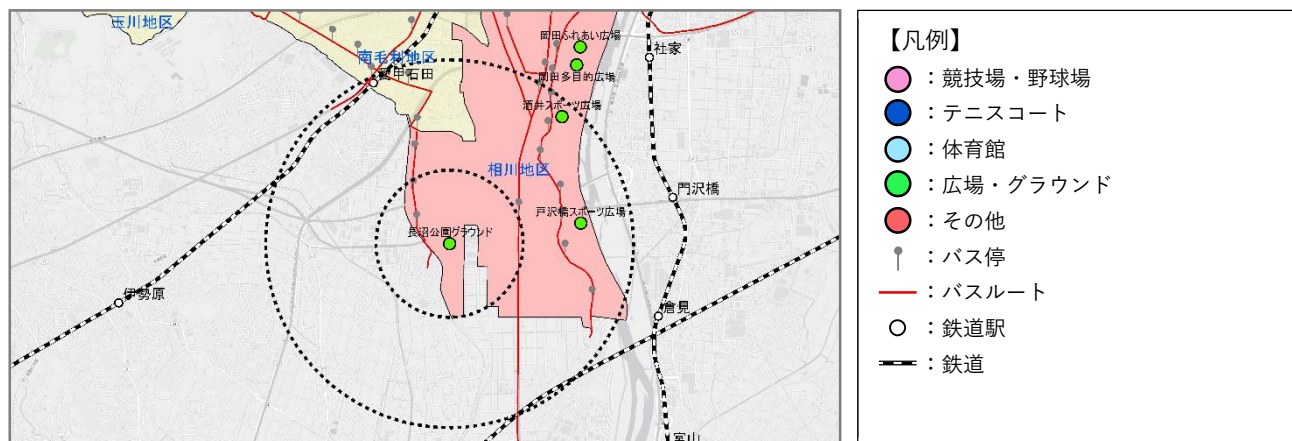 玉川地区
南毛利地区
愛甲石田
岡田ふれあい広場
岡田多目的広場
酒井スポーツ広場
社家
相川地区
門沢橋
戸沢橋スポーツ広場
長沼公園グラウンド
伊勢原
倉見
宮山
【凡例】
：競技場・野球場
：テニスコート
：体育館
：広場・グラウンド
：その他
：バス停
：バスルート
：鉄道駅
：鉄道